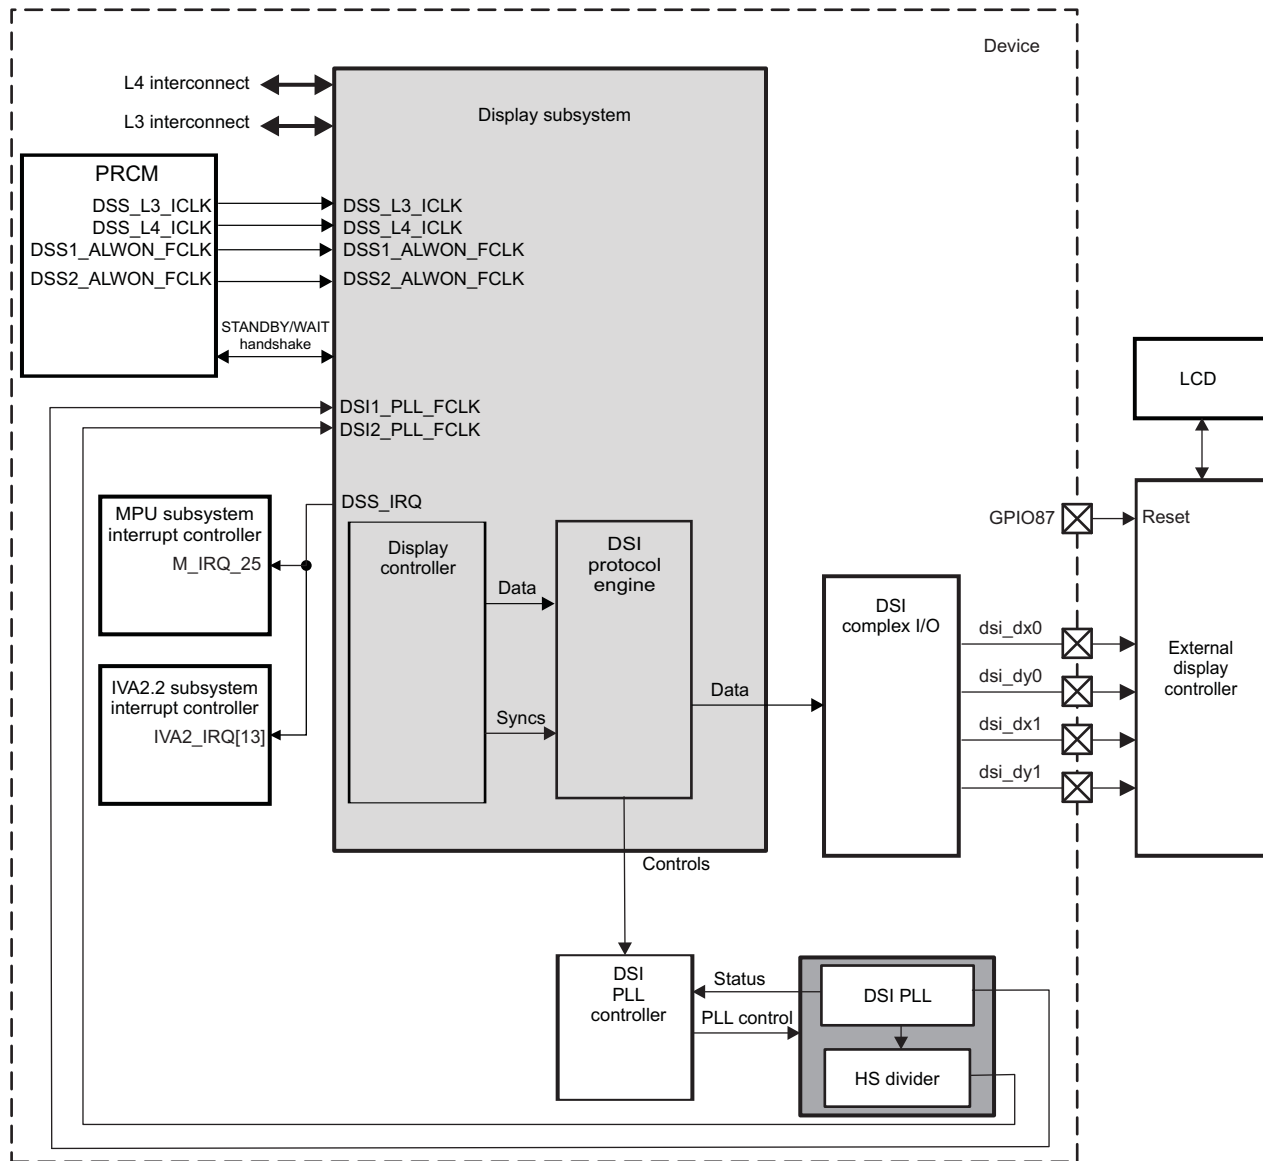 Device
L4 interconnect
L3 interconnect
Display subsystem
PRCM
DSS_L3_ICLK
DSS_L4_ICLK
DSS1_ALWON_FCLK
DSS2_ALWON_FCLK
DSS_L3_ICLK
DSS_L4_ICLK
DSS1_ALWON_FCLK
DSS2_ALWON_FCLK
STANDBY/WAIT
handshake
DSI1_PLL_FCLK
DSI2_PLL_FCLK
LCD
DSS_IRQ
MPU subsystem
interrupt controller
M_IRQ_25
IVA2.2 subsystem
interrupt controller
IVA2_IRQ[13]
Display
controller
Data
Syncs
DSI
protocol
engine
Data
DSI
complex I/O
GPIO87
Reset
dsi_dx0
dsi_dy0
dsi_dx1
dsi_dy1
External
display
controller
Controls
DSI
PLL
controller
Status
PLL control
DSI PLL
HS divider